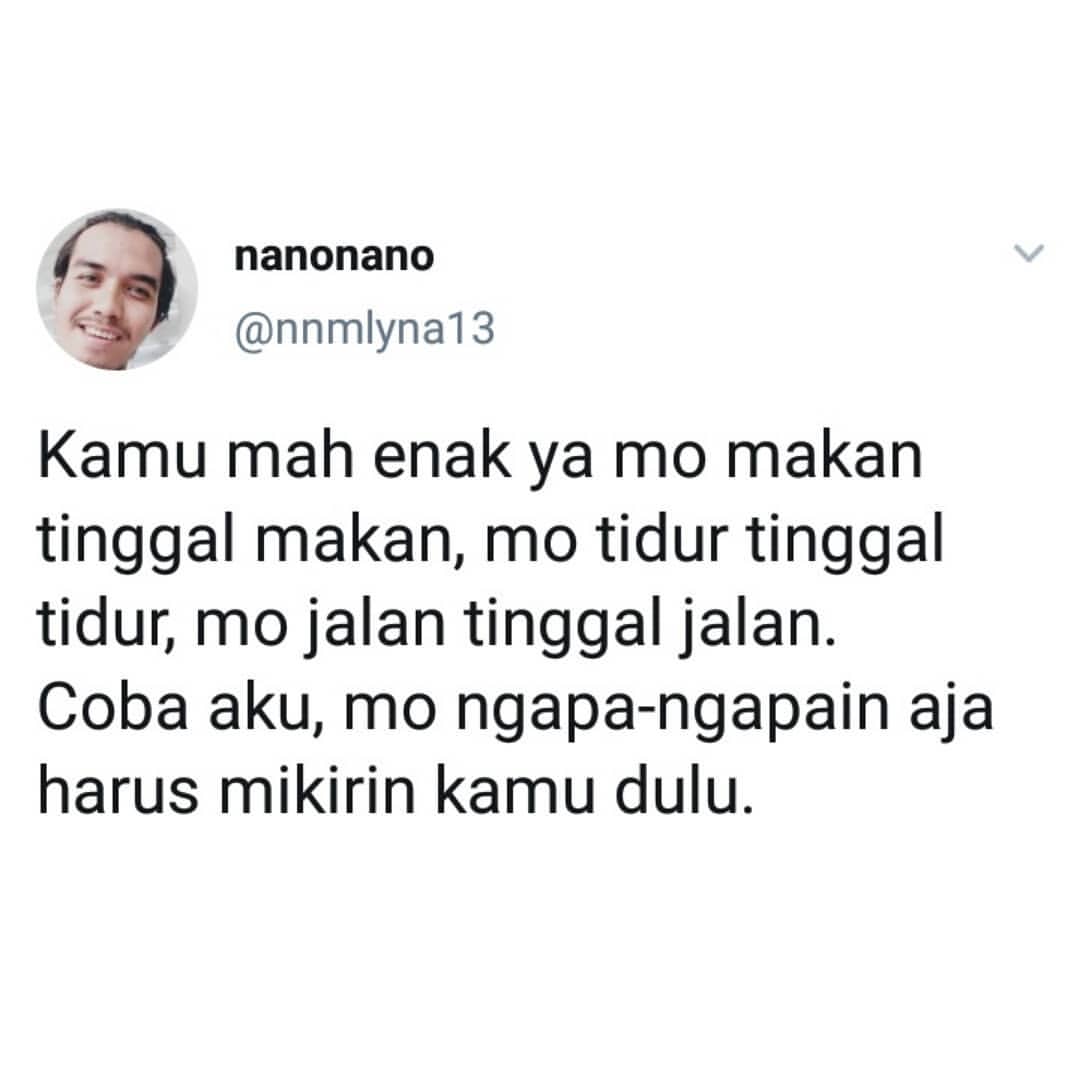 nanonano
@nnmlyna13
Kamu mah enak ya mo makan
tinggal makan, mo tidur tinggal
tidur, mo jalan tinggal jalan.
Coba aku, mo ngapa-ngapain aja
harus mikirin kamu dulu.